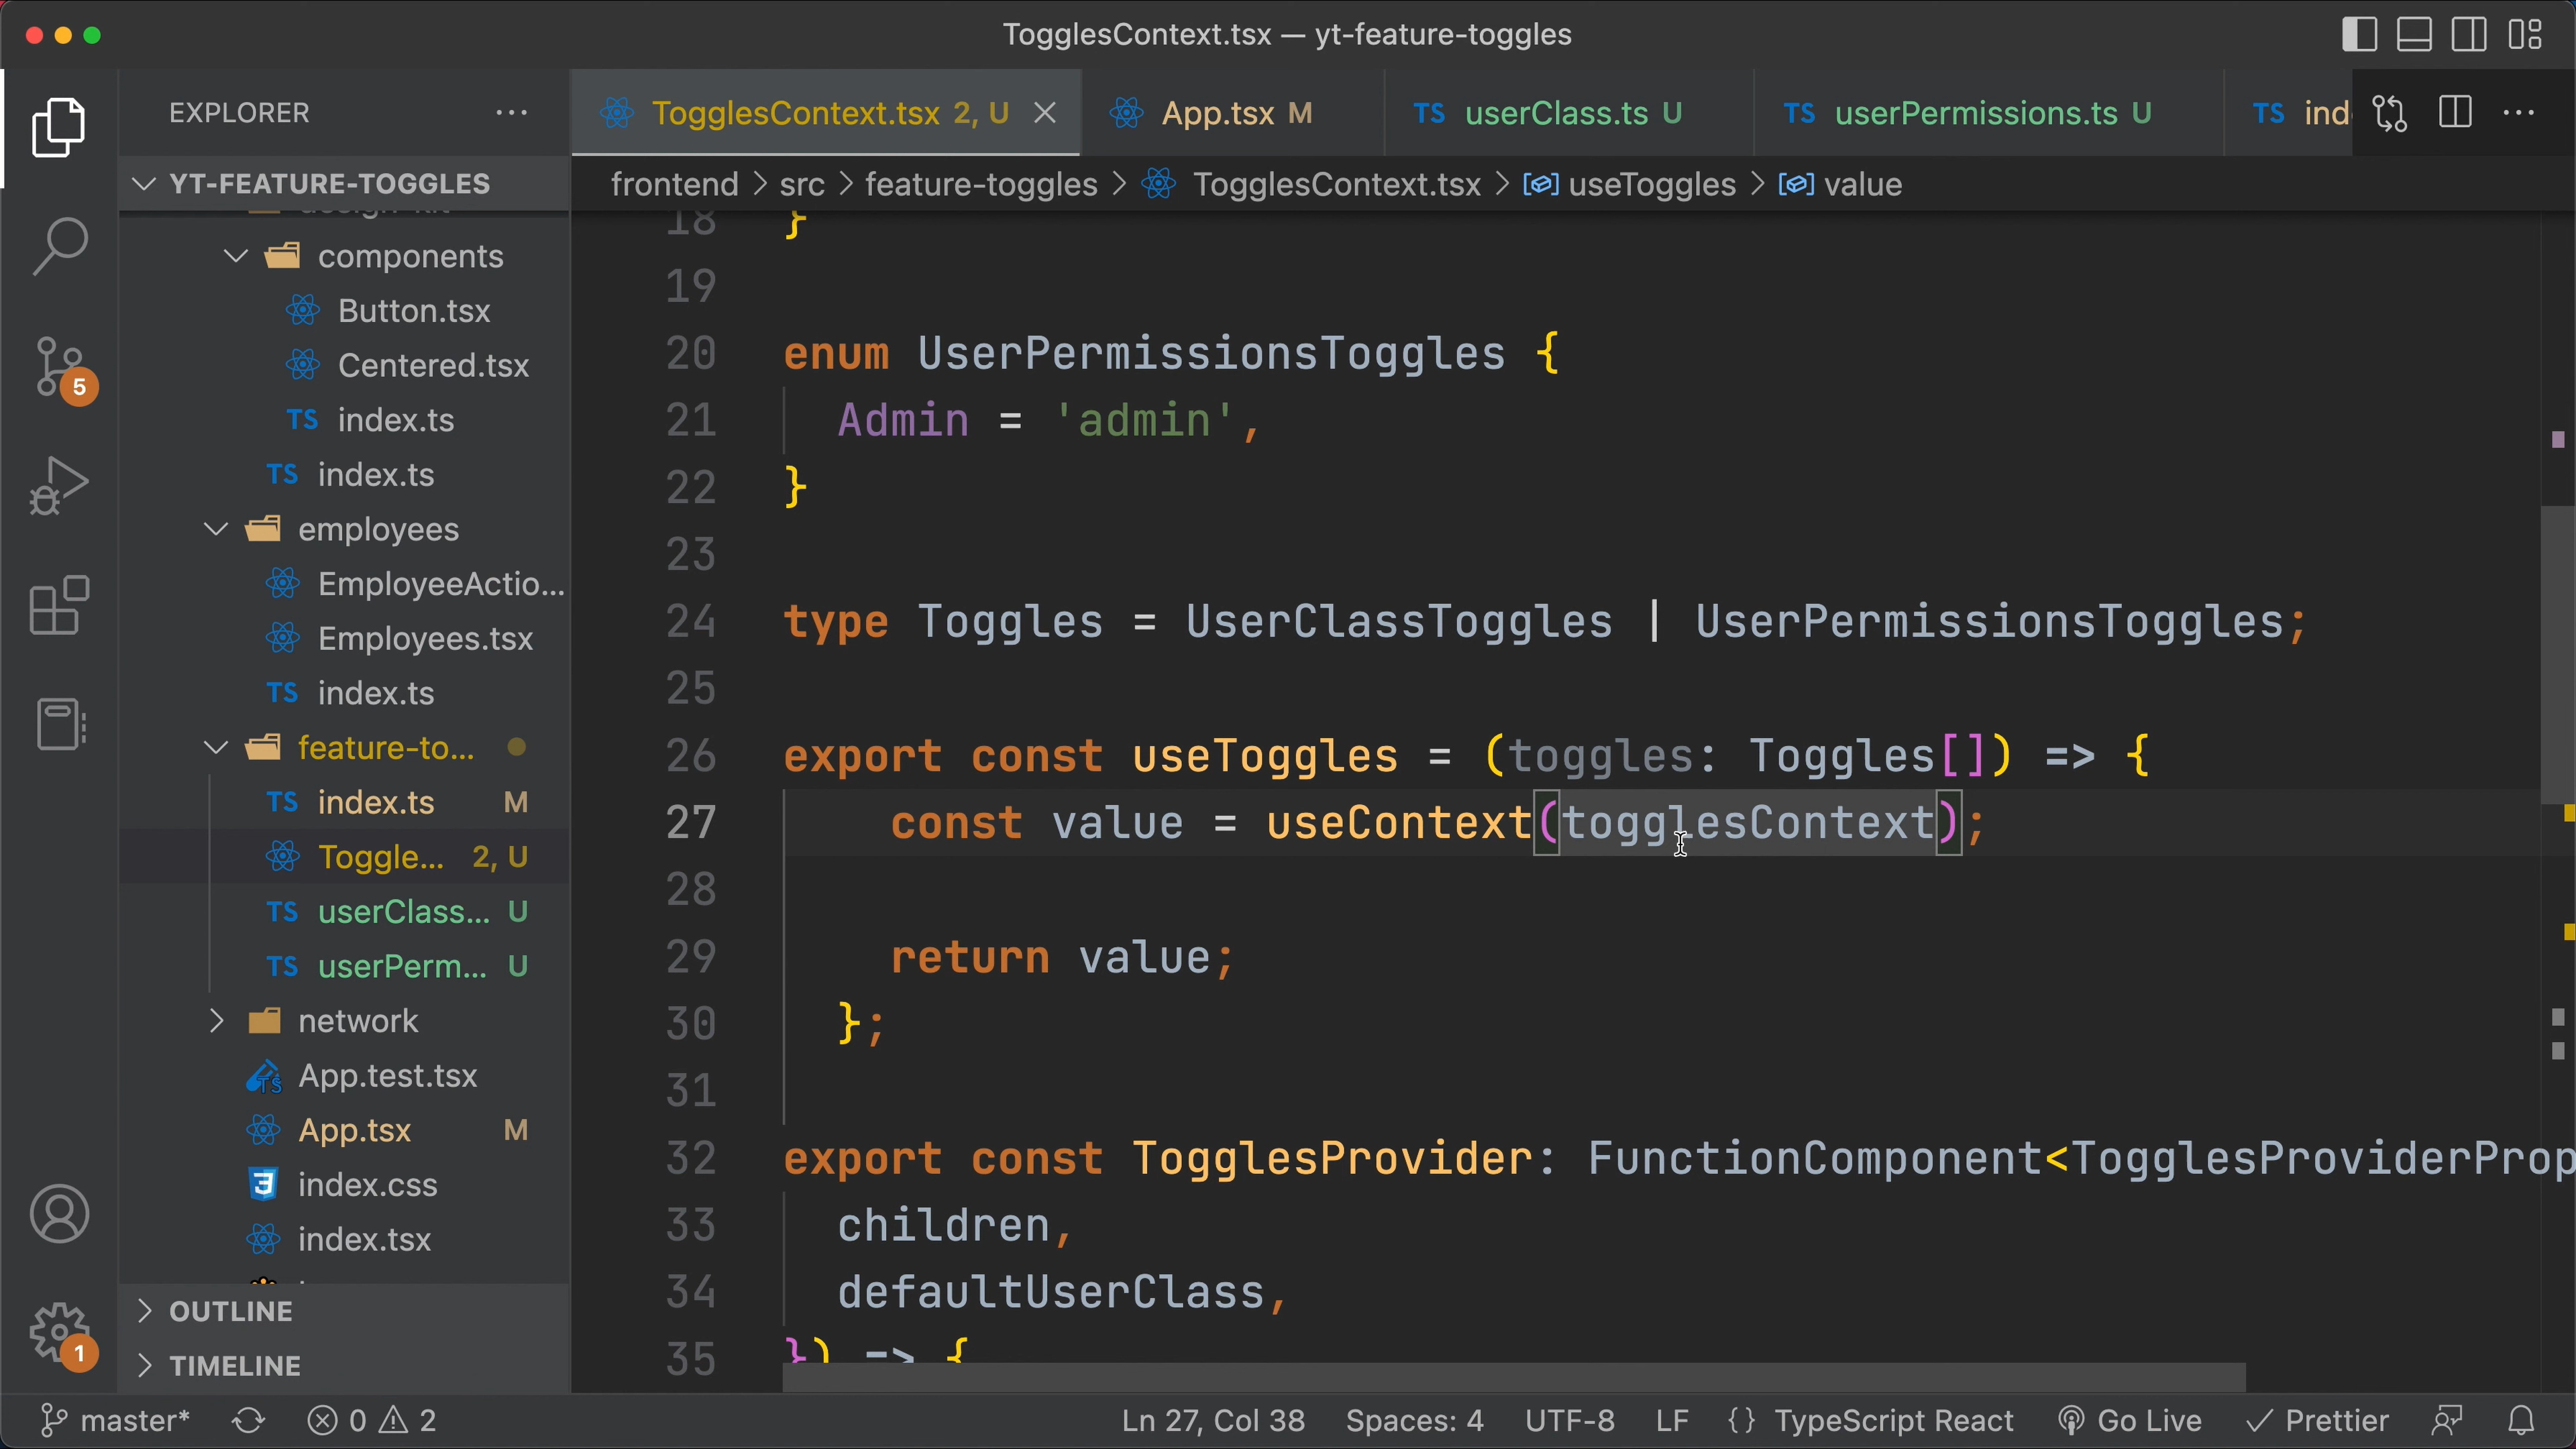 TogglesContext.tsx — yt-feature-toggles
EXPLORER
TogglesContext.tsx 2, U
App.tsx M
TS userClass.ts U
TS userPermissions.ts U
TS ind
YT-FEATURE-TOGGLES
frontend > src > feature-toggles > TogglesContext.tsx > useToggles > value
design-kit
components
Button.tsx
Centered.tsx
TS index.ts
TS index.ts
employees
EmployeeActio...
Employees.tsx
TS index.ts
feature-to...
TS index.ts M
Toggle... 2, U
TS userClass... U
TS userPerm... U
network
App.test.tsx
App.tsx M
index.css
index.tsx
OUTLINE
TIMELINE
5
1
18 }
19
20 enum UserPermissionsToggles {
21 Admin = 'admin',
22 }
23
24 type Toggles = UserClassToggles | UserPermissionsToggles;
25
26 export const useToggles = (toggles: Toggles[]) => {
27 const value = useContext(togglesContext);
28
29 return value;
30 };
31
32 export const TogglesProvider: FunctionComponent<TogglesProviderProp
33 children,
34 defaultUserClass,
35 }) => {
master* 0 2 Ln 27, Col 38 Spaces: 4 UTF-8 LF {} TypeScript React Go Live Prettier